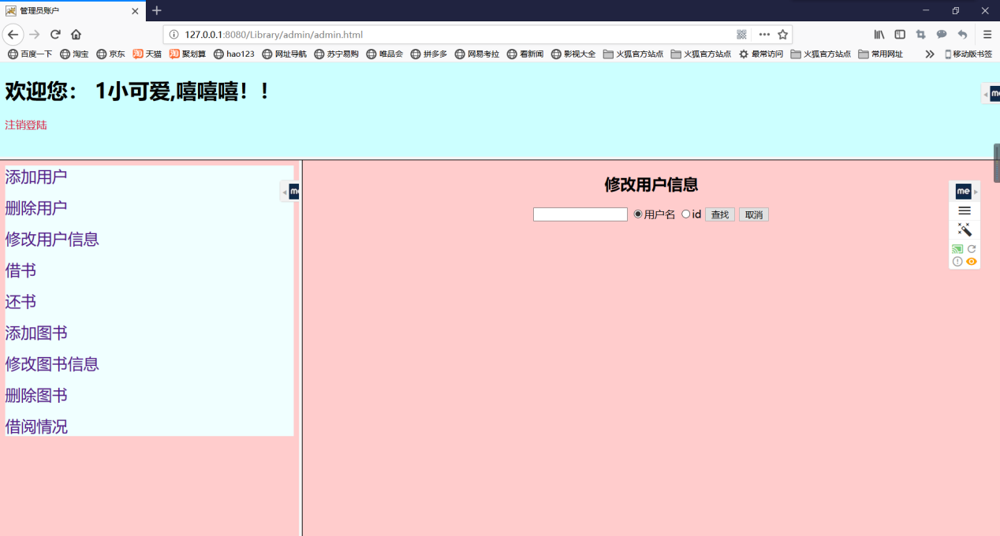 管理员账户
127.0.0.1:8080/Library/admin/admin.html
百度一下 淘宝 京东 天猫 聚划算 hao123 网址导航 苏宁易购 唯品会 拼多多 网易考拉 看新闻 影视大全 火狐官方站点 火狐官方站点 最常访问 火狐官方站点 常用网址 移动版书签
欢迎您： 1小可爱,嘻嘻嘻！！
注销登陆
添加用户
删除用户
修改用户信息
借书
还书
添加图书
修改图书信息
删除图书
借阅情况
修改用户信息
用户名 id 查找 取消
me